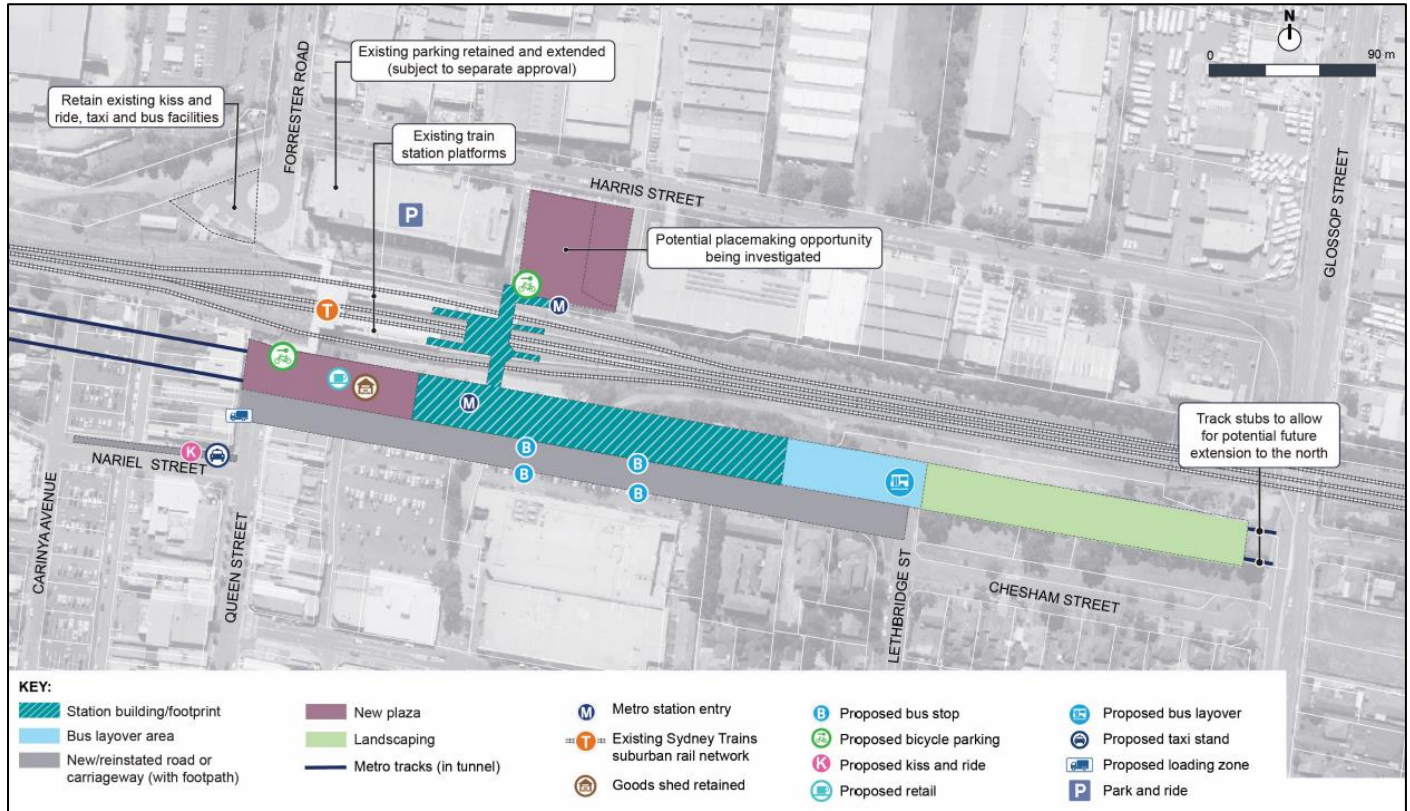 N
0
90 m
Existing parking retained and extended
(subject to separate approval)
Retain existing kiss and
ride, taxi and bus facilities
Existing train
station platforms
FORRESTER ROAD
HARRIS STREET
GLOSSOP STREET
P
Potential placemaking opportunity
being investigated
M
T
M
Track stubs to allow
for potential future
extension to the north
B
B
B
B
K
NARIEL STREET
CARINYA AVENUE
QUEEN STREET
LETHBRIDGE ST
CHESHAM STREET
KEY:
Station building/footprint
Bus layover area
New/reinstated road or
carriageway (with footpath)
New plaza
Landscaping
Metro tracks (in tunnel)
M Metro station entry
T Existing Sydney Trains
suburban rail network
Goods shed retained
B Proposed bus stop
Proposed bicycle parking
K Proposed kiss and ride
Proposed retail
Proposed bus layover
Proposed taxi stand
Proposed loading zone
P Park and ride